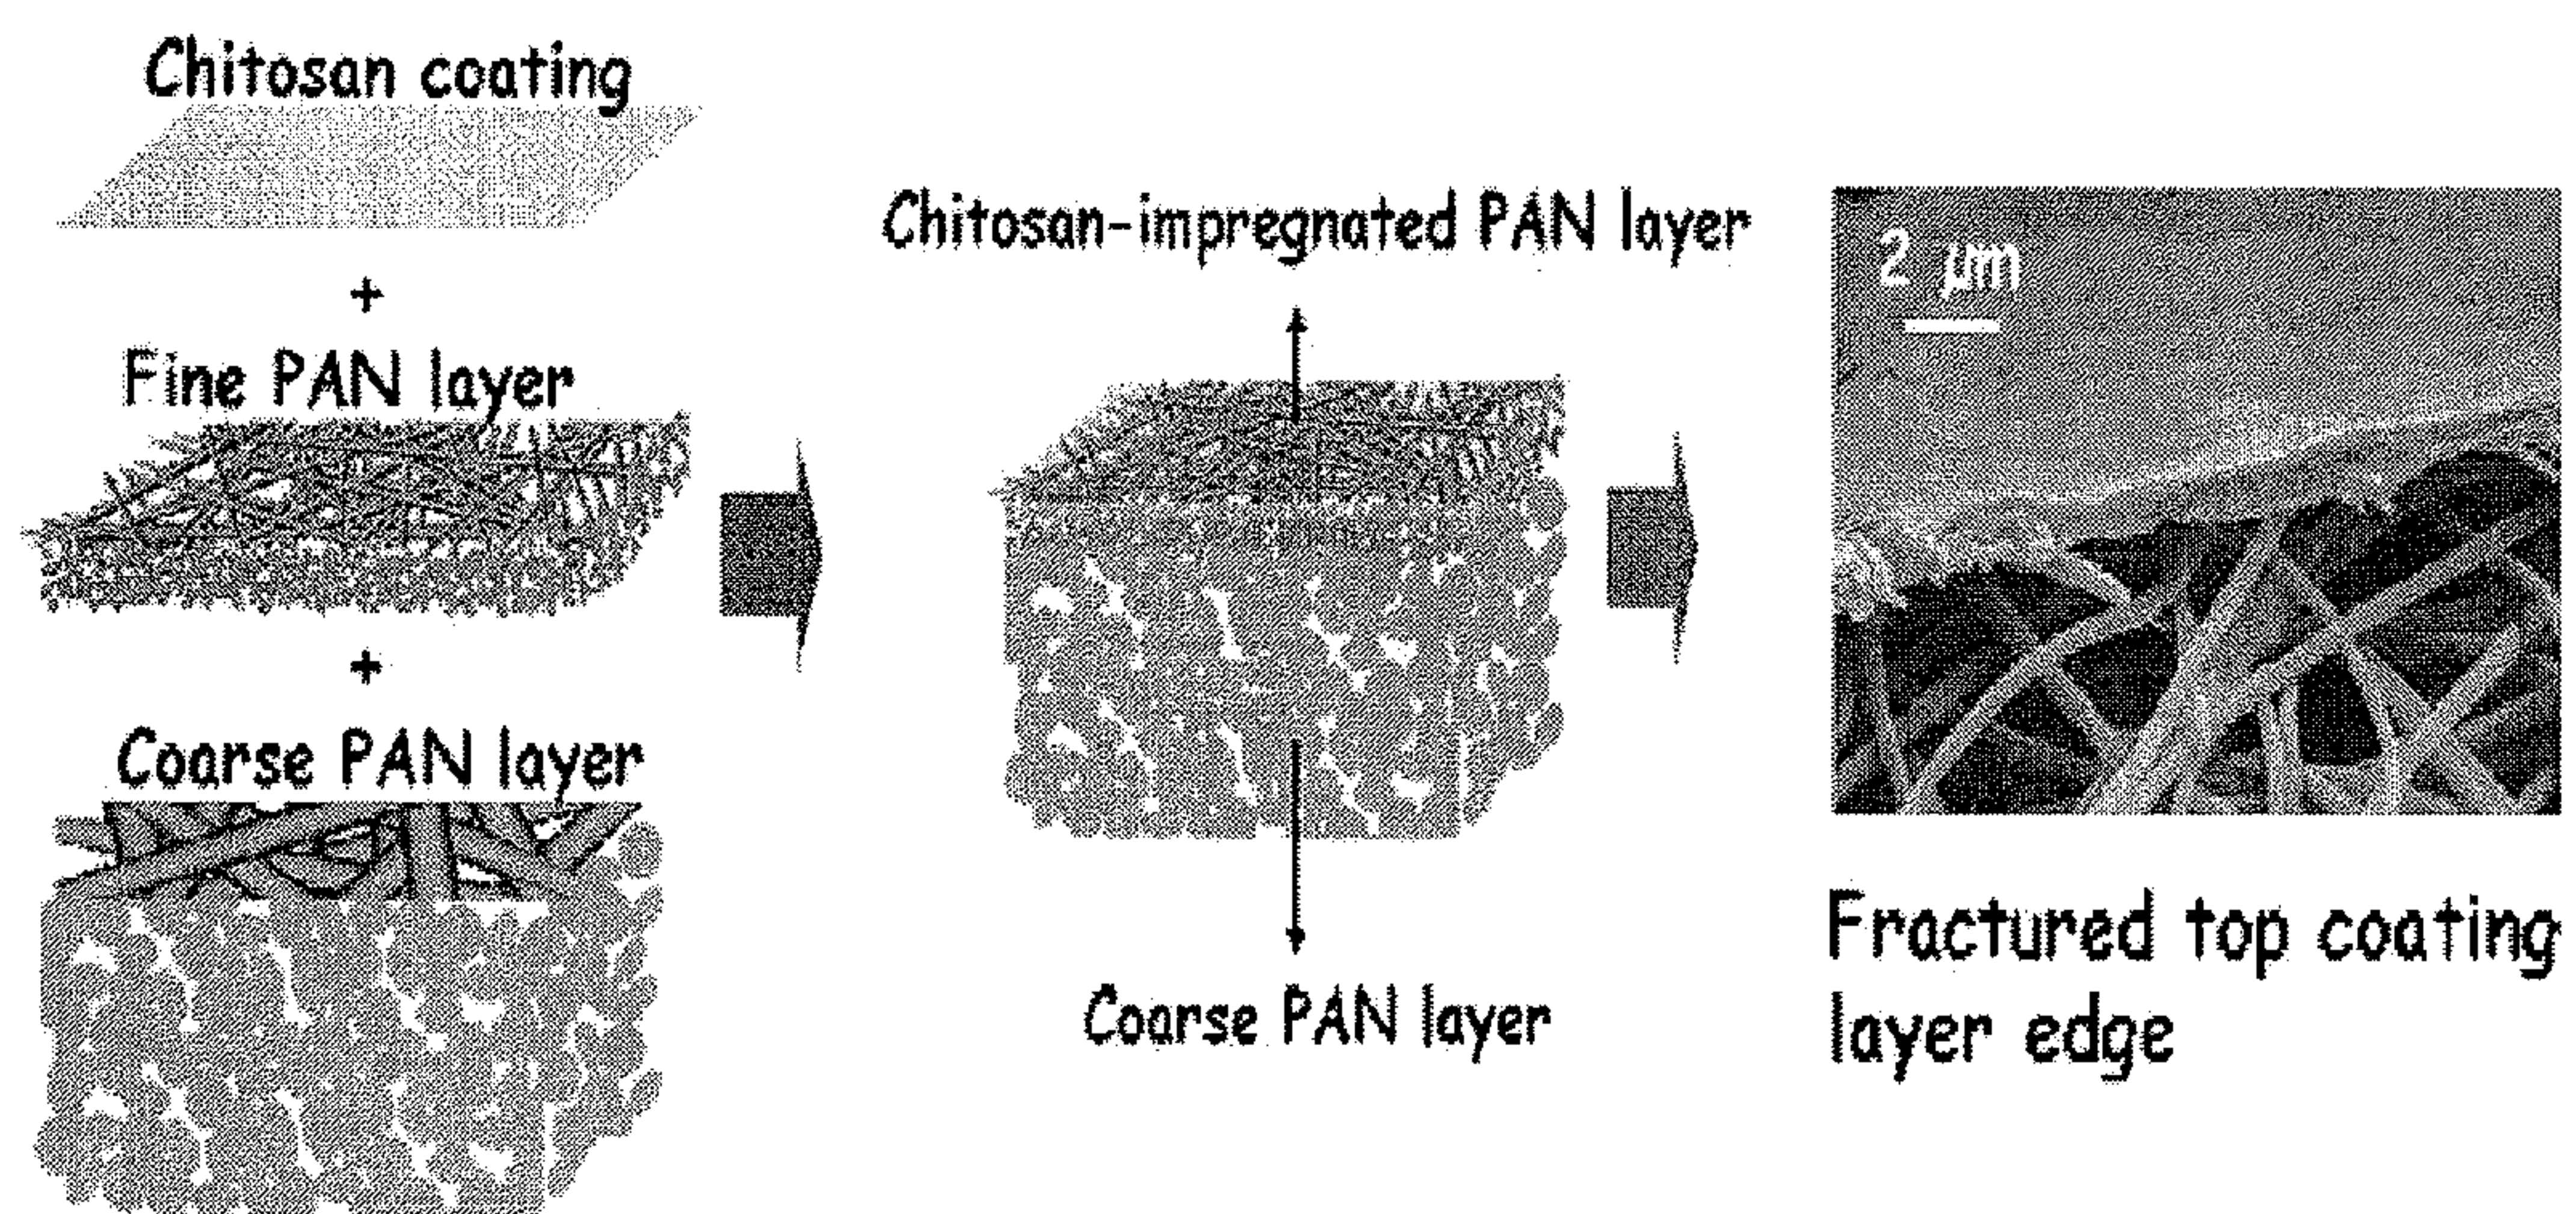 Chitosan coating
+
Fine PAN layer
+
Coarse PAN layer
Chitosan-impregnated PAN layer
Coarse PAN layer
2 µm
Fractured top coating
layer edge